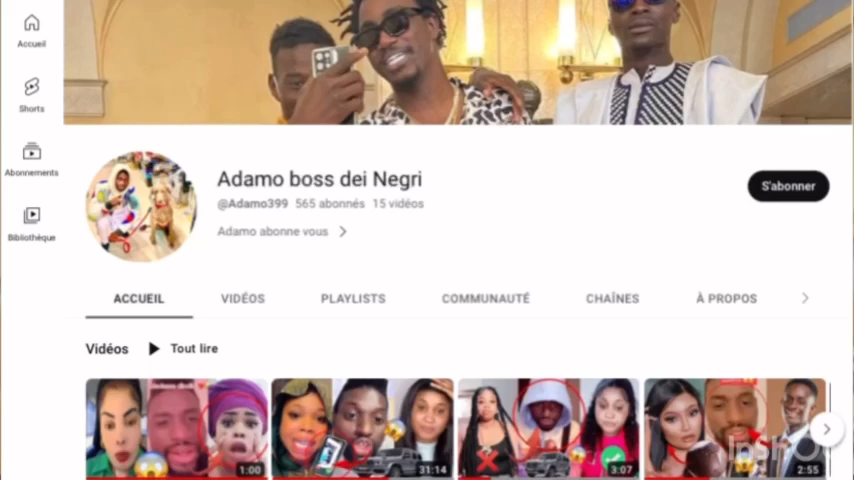 Accueil
Shorts
Abonnements
Bibliothèque
Adamo boss dei Negri
@Adamo399 565 abonnés 15 vidéos
Adamo abonne vous
S'abonner
ACCUEIL VIDÉOS PLAYLISTS COMMUNAUTÉ CHAÎNES À PROPOS
Vidéos Tout lire
1:00 31:14 3:07 2:55
InShO